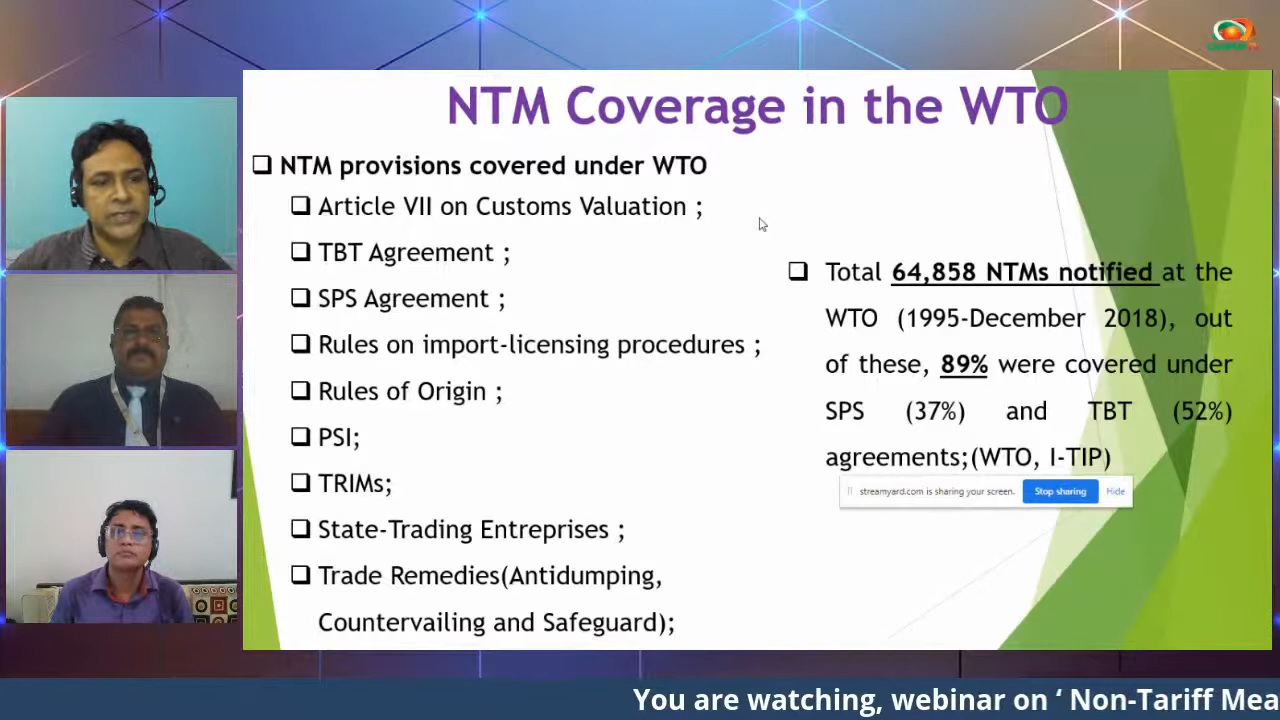 NTM Coverage in the WTO
❑ NTM provisions covered under WTO
❑ Article VII on Customs Valuation ;
❑ TBT Agreement ;
❑ SPS Agreement ;
❑ Rules on import-licensing procedures ;
❑ Rules of Origin ;
❑ PSI;
❑ TRIMs;
❑ State-Trading Entreprises ;
❑ Trade Remedies(Antidumping,
Countervailing and Safeguard);
❑ Total 64,858 NTMs notified at the
WTO (1995-December 2018), out
of these, 89% were covered under
SPS (37%) and TBT (52%)
agreements;(WTO, I-TIP)
streamyard.com is sharing your screen. Stop sharing Hide
You are watching, webinar on ‘ Non-Tariff Mea